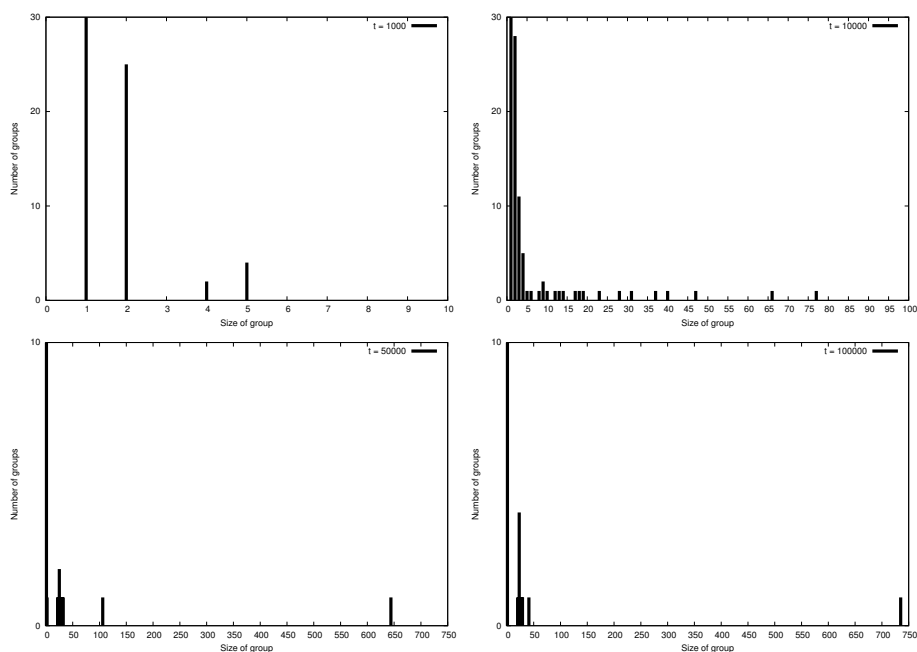 t = 1000
Number of groups
30
20
10
0
0 1 2 3 4 5 6 7 8 9 10
Size of group
t = 10000
Number of groups
30
20
10
0
0 5 10 15 20 25 30 35 40 45 50 55 60 65 70 75 80 85 90 95 100
Size of group
t = 50000
Number of groups
10
0
0 50 100 150 200 250 300 350 400 450 500 550 600 650 700 750
Size of group
t = 100000
Number of groups
10
0
0 50 100 150 200 250 300 350 400 450 500 550 600 650 700 750
Size of group